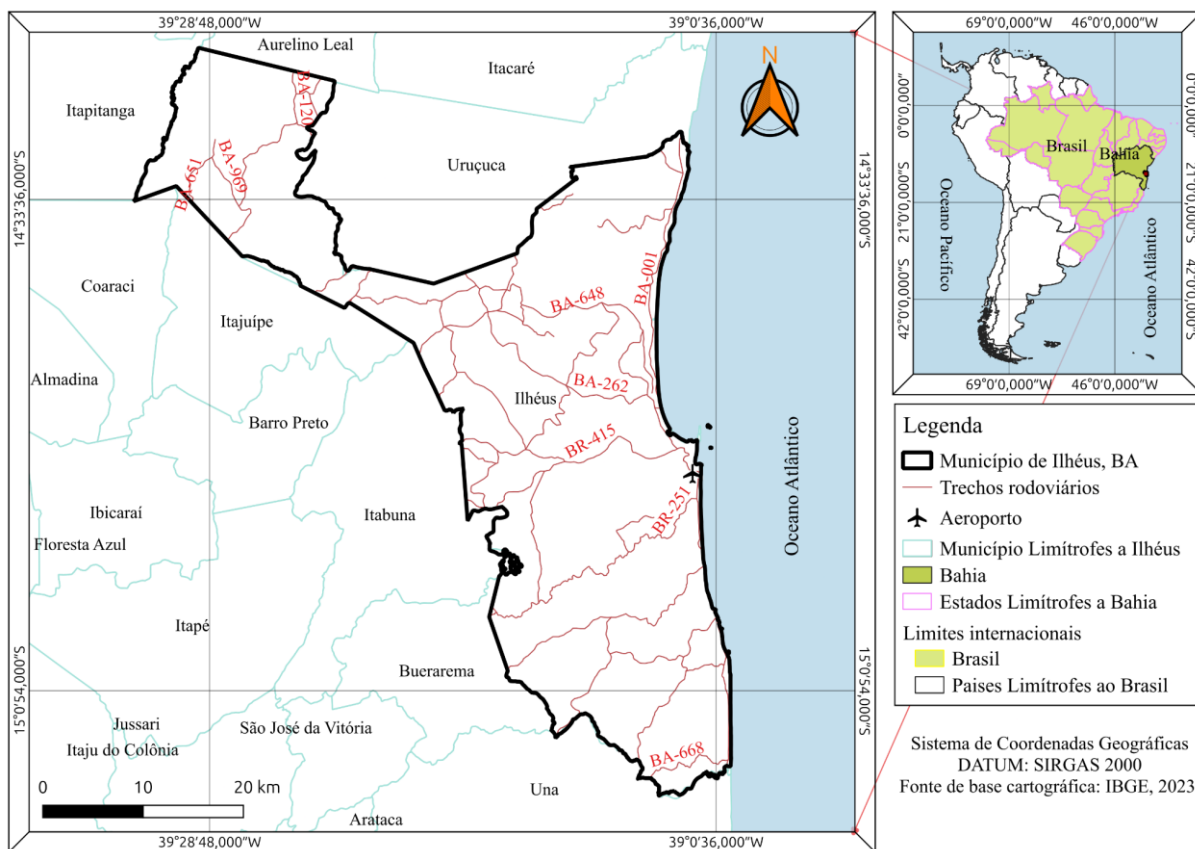 39°28'48,000"W
39°0'36,000"W
14°33'36,000"S
15°0'54,000"S
Aurelino Leal
Itacaré
N
Itapitanga
BA-120
Uruçuca
BA-651
BA-969
14°33'36,000"S
Coaraci
BA-001
Itajuípe
BA-648
Almadina
BA-262
Ilhéus
Barro Preto
BR-415
Oceano Atlântico
Ibicaraí
Itabuna
BR-251
Floresta Azul
Itapé
Buerarema
15°0'54,000"S
Jussari
São José da Vitória
Itaju do Colônia
BA-668
0 10 20 km
Una
Arataca
39°28'48,000"W
39°0'36,000"W
69°0'0,000"W
46°0'0,000"W
0°0'0,000"
21°0'0,000"S
42°0'0,000"S
Brasil
Bahia
Oceano Pacífico
Oceano Atlântico
0°0'0,000"
21°0'0,000"S
42°0'0,000"S
69°0'0,000"W
46°0'0,000"W
Legenda
Município de Ilhéus, BA
Trechos rodoviários
Aeroporto
Município Limítrofes a Ilhéus
Bahia
Estados Limítrofes a Bahia
Limites internacionais
Brasil
Paises Limítrofes ao Brasil
Sistema de Coordenadas Geográficas
DATUM: SIRGAS 2000
Fonte de base cartográfica: IBGE, 2023